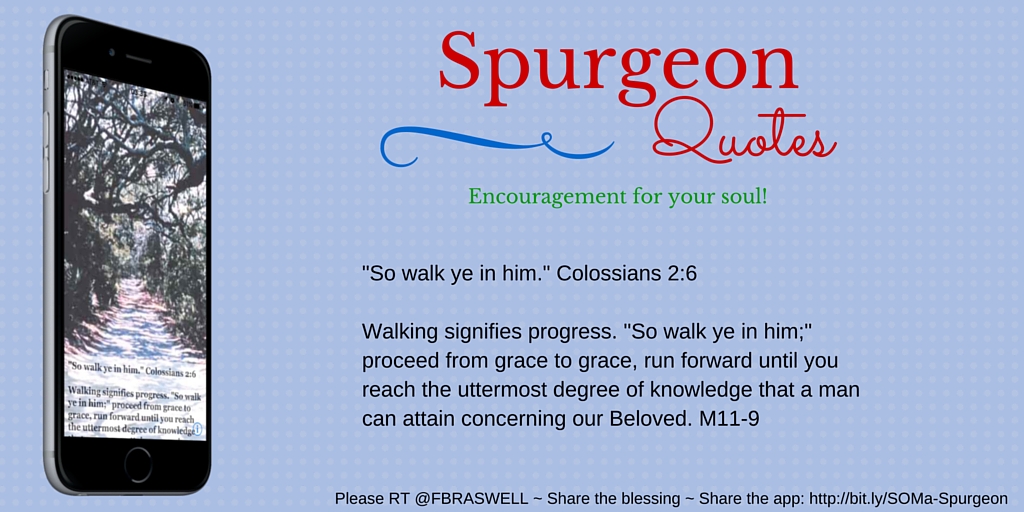 Spurgeon
Quotes
Encouragement for your soul!
"So walk ye in him." Colossians 2:6
Walking signifies progress. "So walk ye in him;"
proceed from grace to grace, run forward until you
reach the uttermost degree of knowledge that a man
can attain concerning our Beloved. M11-9
"So walk ye in him." Colossians 2:6
Walking signifies progress. "So walk
ye in him;" proceed from grace to
grace, run forward until you reach
the uttermost degree of knowledge
Please RT @FBRASWELL ~ Share the blessing ~ Share the app: http://bit.ly/SOMa-Spurgeon